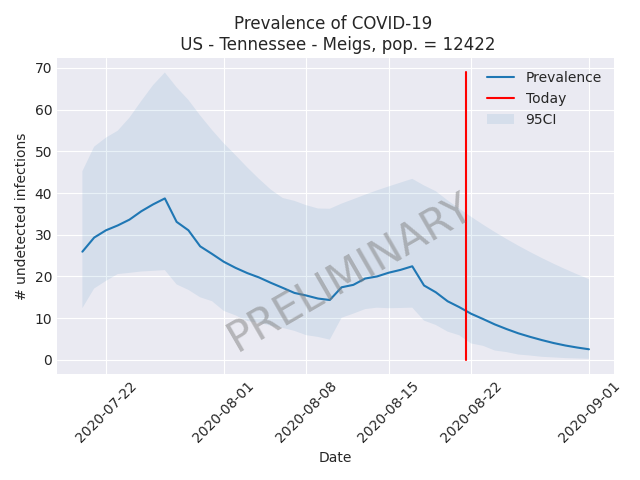 Prevalence of COVID-19
US - Tennessee - Meigs, pop. = 12422
# undetected infections
70
60
50
40
30
20
10
0
Prevalence
Today
95CI
PRELIMINARY
2020-07-22
2020-08-01
2020-08-08
2020-08-15
2020-08-22
2020-09-01
Date